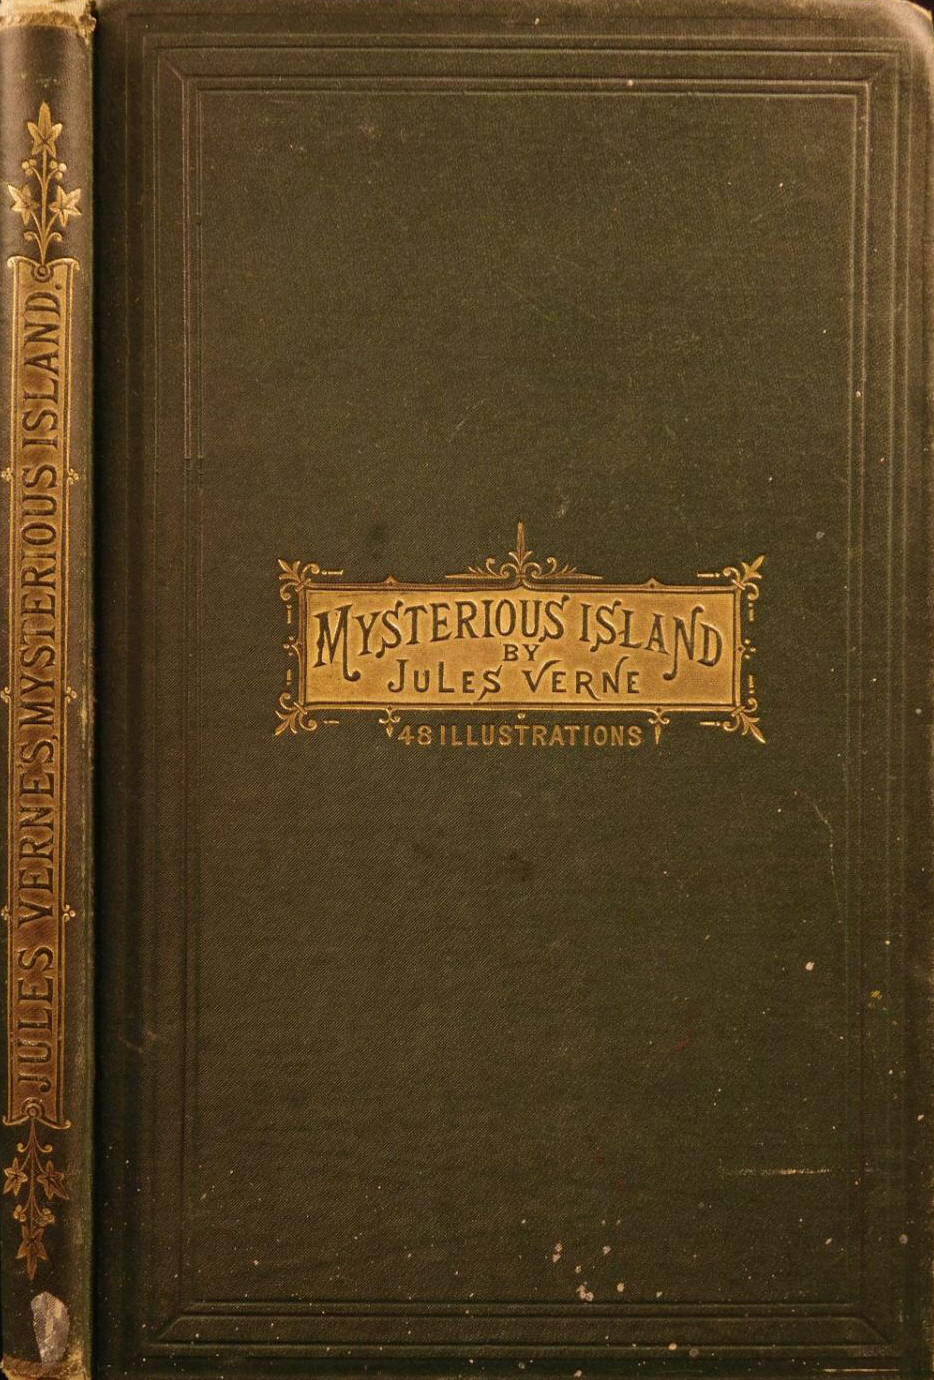 JULES VERNE'S MYSTERIOUS ISLAND.
MYSTERIOUS ISLAND
BY
JULES VERNE
48 ILLUSTRATIONS